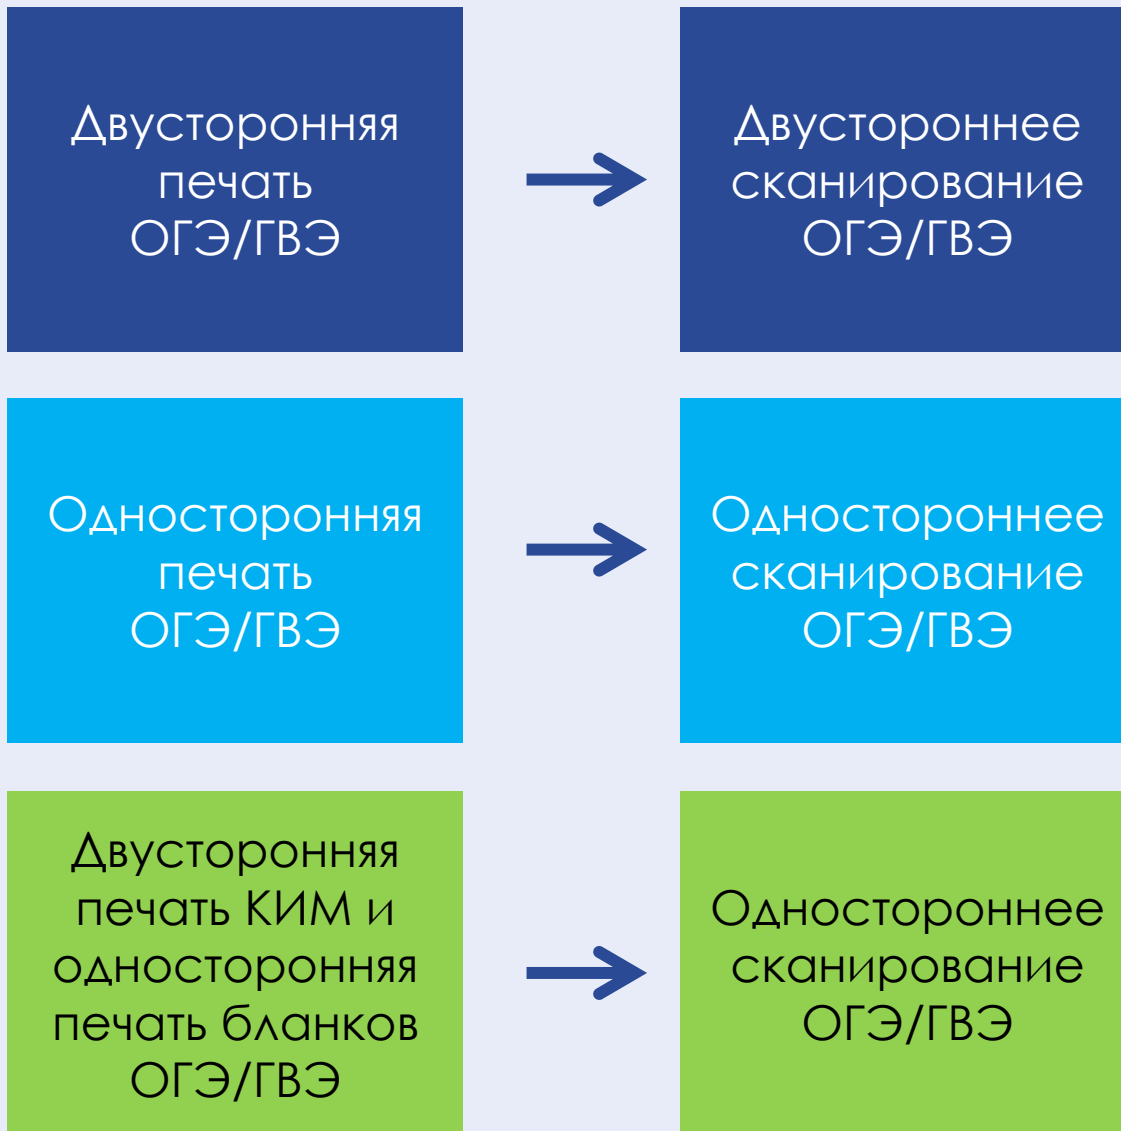 Двусторонняя
печать
ОГЭ/ГВЭ
Двустороннее
сканирование
ОГЭ/ГВЭ
Односторонняя
печать
ОГЭ/ГВЭ
Одностороннее
сканирование
ОГЭ/ГВЭ
Двусторонняя
печать КИМ и
односторонняя
печать бланков
ОГЭ/ГВЭ
Одностороннее
сканирование
ОГЭ/ГВЭ